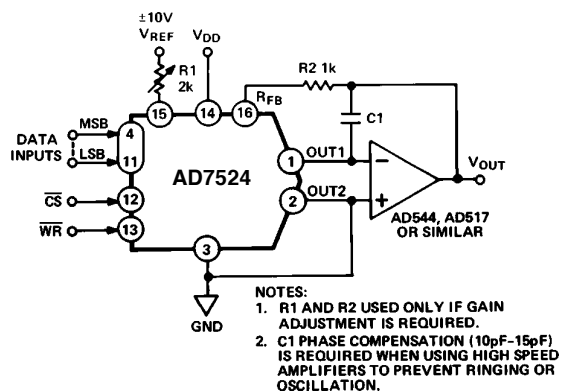 ±10V
VREF
VDD
R1
2k
R2 1k
RFB
15
14
16
C1
DATA
INPUTS
MSB
LSB
4
11
AD7524
1
OUT1
2
OUT2
−
+
VOUT
AD544, AD517
OR SIMILAR
CS
12
WR
13
3
GND
NOTES:
1. R1 AND R2 USED ONLY IF GAIN
ADJUSTMENT IS REQUIRED.
2. C1 PHASE COMPENSATION (10pF–15pF)
IS REQUIRED WHEN USING HIGH SPEED
AMPLIFIERS TO PREVENT RINGING OR
OSCILLATION.